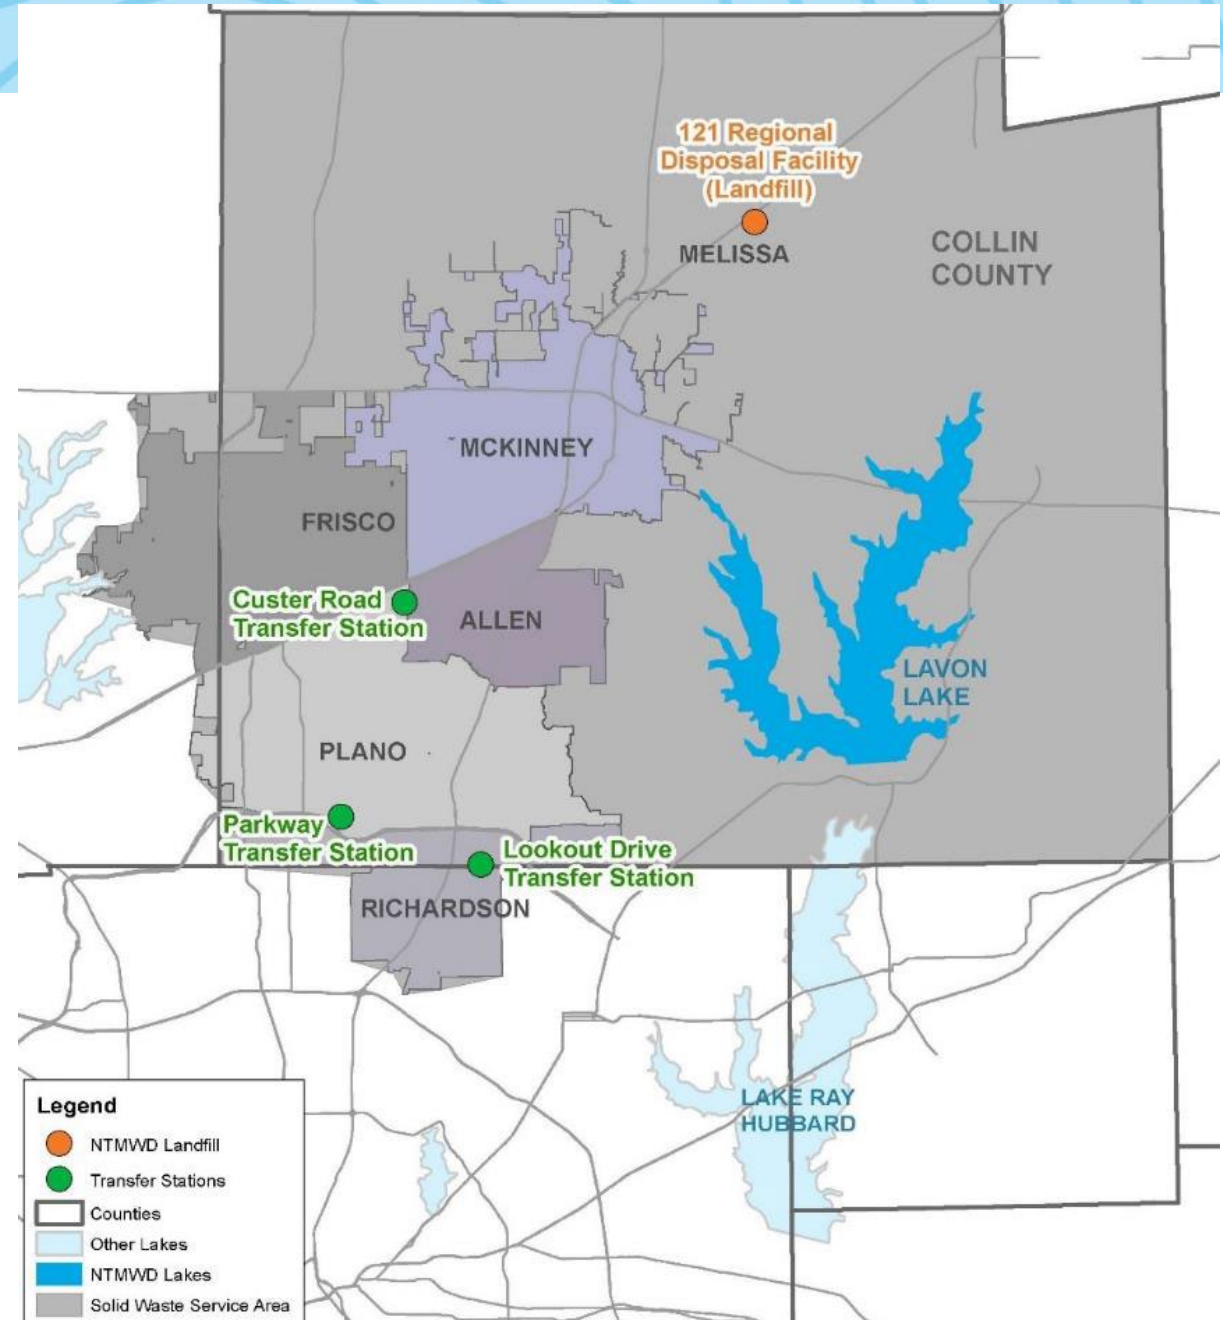 121 Regional
Disposal Facility
(Landfill)
MELISSA
COLLIN
COUNTY
MCKINNEY
FRISCO
Custer Road
Transfer Station
ALLEN
LAVON
LAKE
PLANO
Parkway
Transfer Station
Lookout Drive
Transfer Station
RICHARDSON
LAKE RAY
HUBBARD
Legend
NTMWD Landfill
Transfer Stations
Counties
Other Lakes
NTMWD Lakes
Solid Waste Service Area